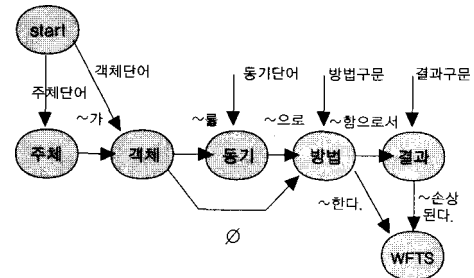 start
객체단어
동기단어
방법구문
결과구문
주체단어
~가
~를
~으로
~함으로서
주체
객체
동기
방법
결과
~한다.
~손상
된다.
∅
WFTS